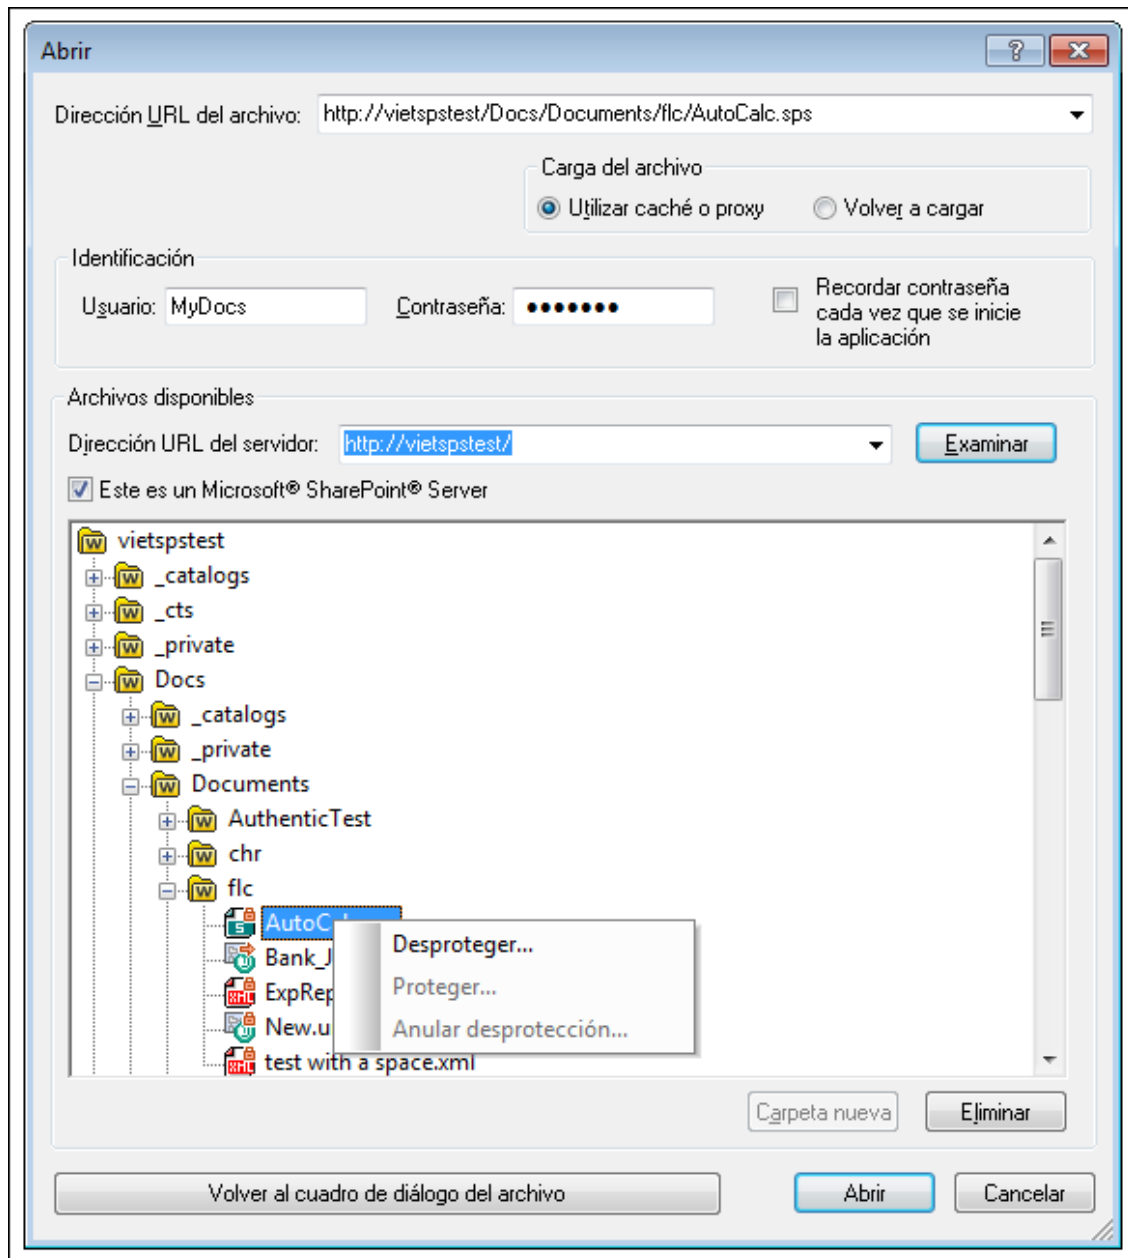 Abrir
Dirección URL del archivo: http://vietspstest/Docs/Documents/flc/AutoCalc.sps
Carga del archivo
Utilizar caché o proxy Volver a cargar
Identificación
Usuario: MyDocs Contraseña: ●●●●●●●
Recordar contraseña
cada vez que se inicie
la aplicación
Archivos disponibles
Dirección URL del servidor: http://vietspstest/ Examinar
Este es un Microsoft® SharePoint® Server
vietspstest
_catalogs
_cts
_private
Docs
_catalogs
_private
Documents
AuthenticTest
chr
flc
Desproteger...
Proteger...
Anular desprotección...
test with a space.xml
Carpeta nueva Eliminar
Volver al cuadro de diálogo del archivo Abrir Cancelar